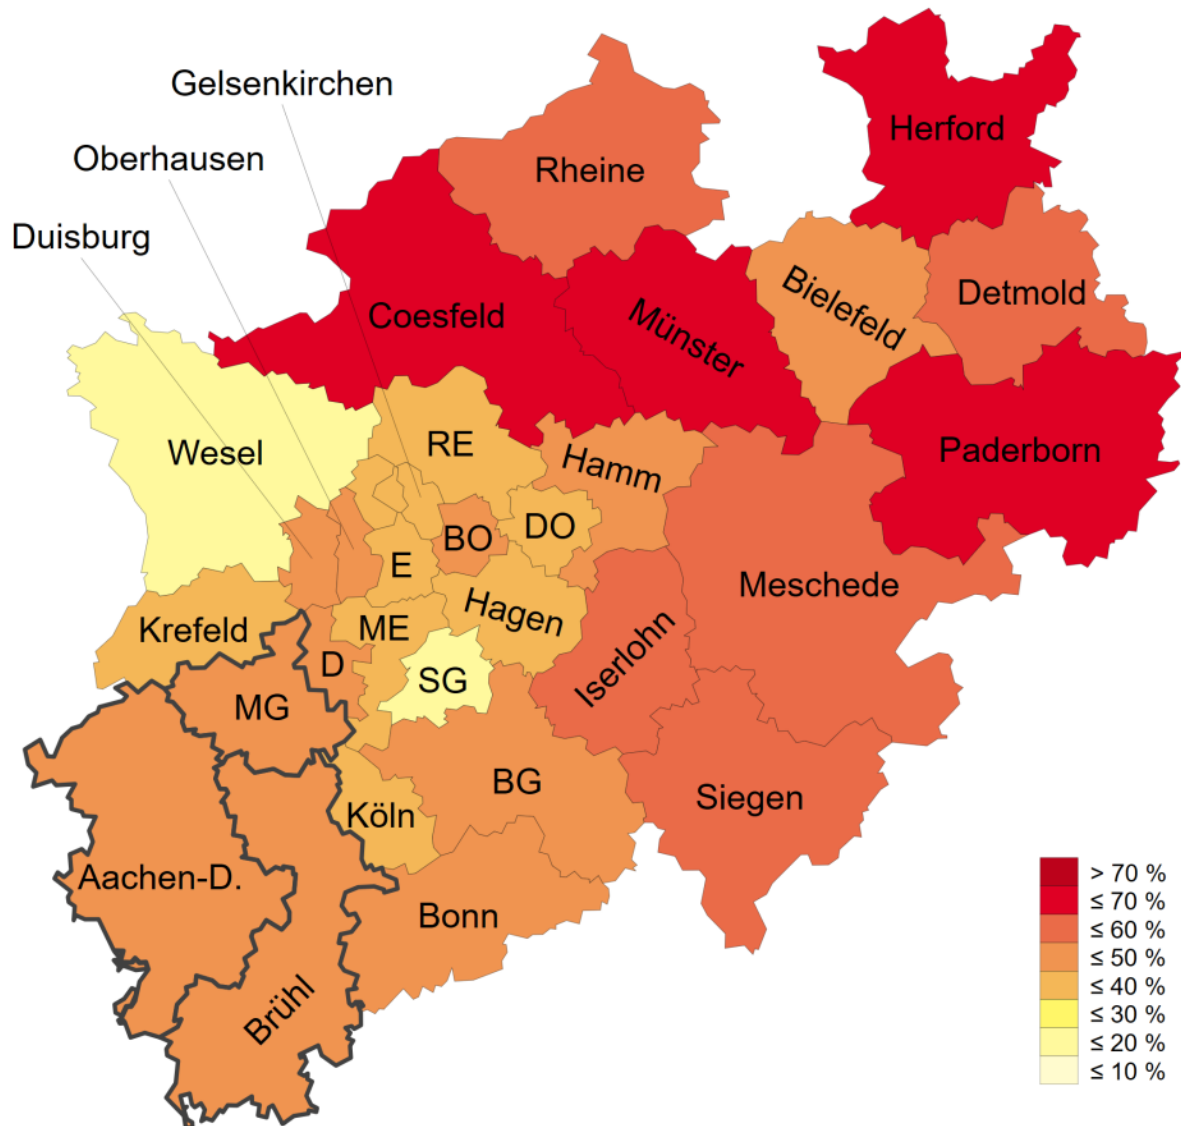 Gelsenkirchen
Oberhausen
Duisburg
Herford
Rheine
Coesfeld
Münster
Bielefeld
Detmold
Wesel
RE
Hamm
Paderborn
BO
DO
E
Meschede
Krefeld
ME
Hagen
D
SG
Iserlohn
MG
BG
Köln
Siegen
Aachen-D.
Bonn
Brühl
> 70 %
≤ 70 %
≤ 60 %
≤ 50 %
≤ 40 %
≤ 30 %
≤ 20 %
≤ 10 %